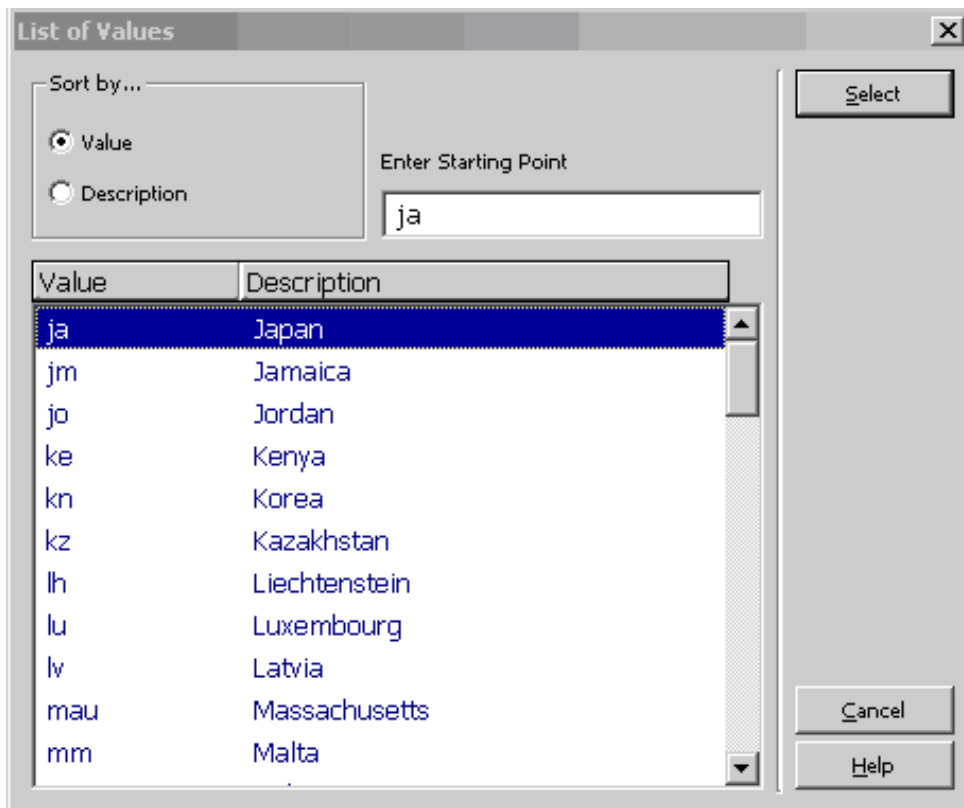 List of Values
Sort by...
Select
Value
Enter Starting Point
Description
ja
Value Description
ja Japan
jm Jamaica
jo Jordan
ke Kenya
kn Korea
kz Kazakhstan
lh Liechtenstein
lu Luxembourg
lv Latvia
mau Massachusetts
Cancel
mm Malta
Help